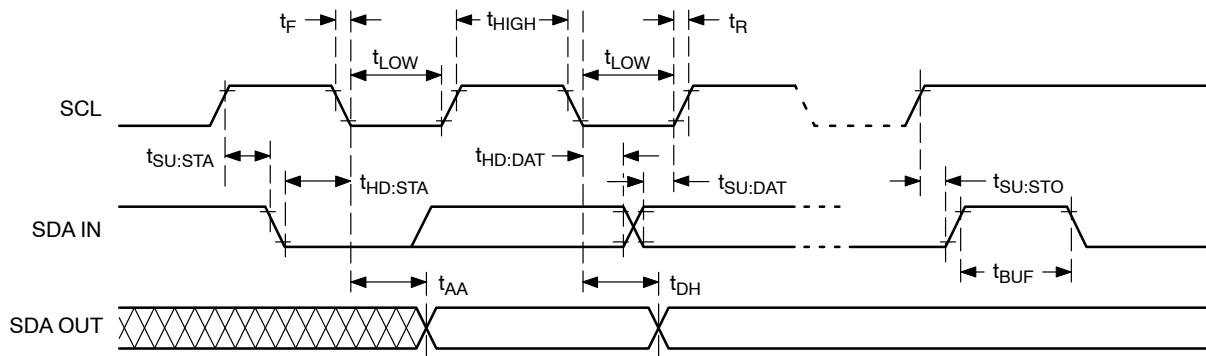 tF
tHIGH
tR
tLOW
tLOW
SCL
tSU:STA
tHD:STA
tHD:DAT
tSU:DAT
tSU:STO
SDA IN
tAA
tDH
tBUF
SDA OUT